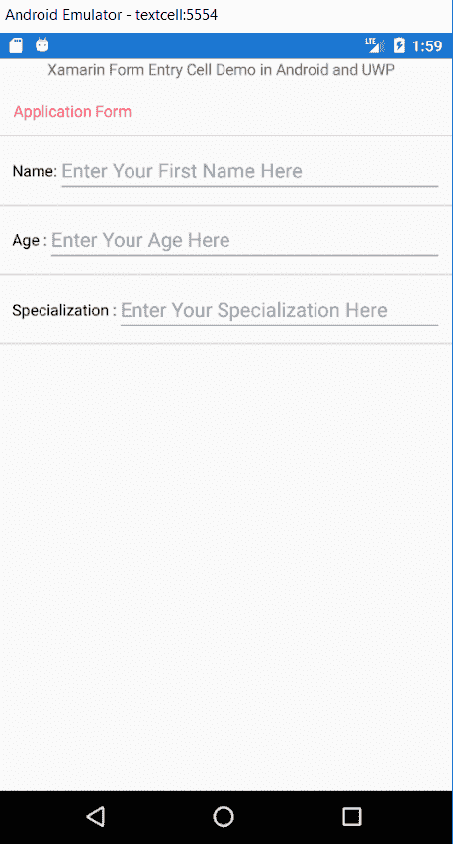 Android Emulator - textcell:5554
LTE 1:59
Xamarin Form Entry Cell Demo in Android and UWP
Application Form
Name: Enter Your First Name Here
Age : Enter Your Age Here
Specialization : Enter Your Specialization Here